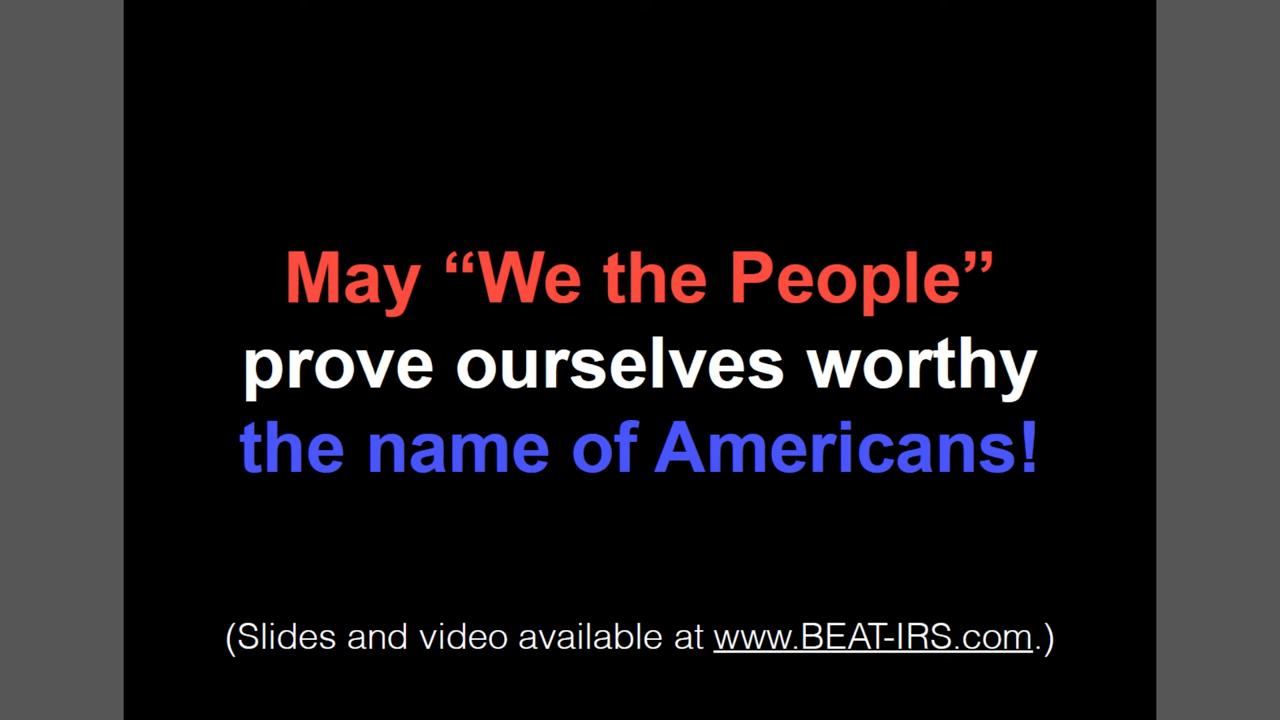 May “We the People”
prove ourselves worthy
the name of Americans!
(Slides and video available at www.BEAT-IRS.com.)